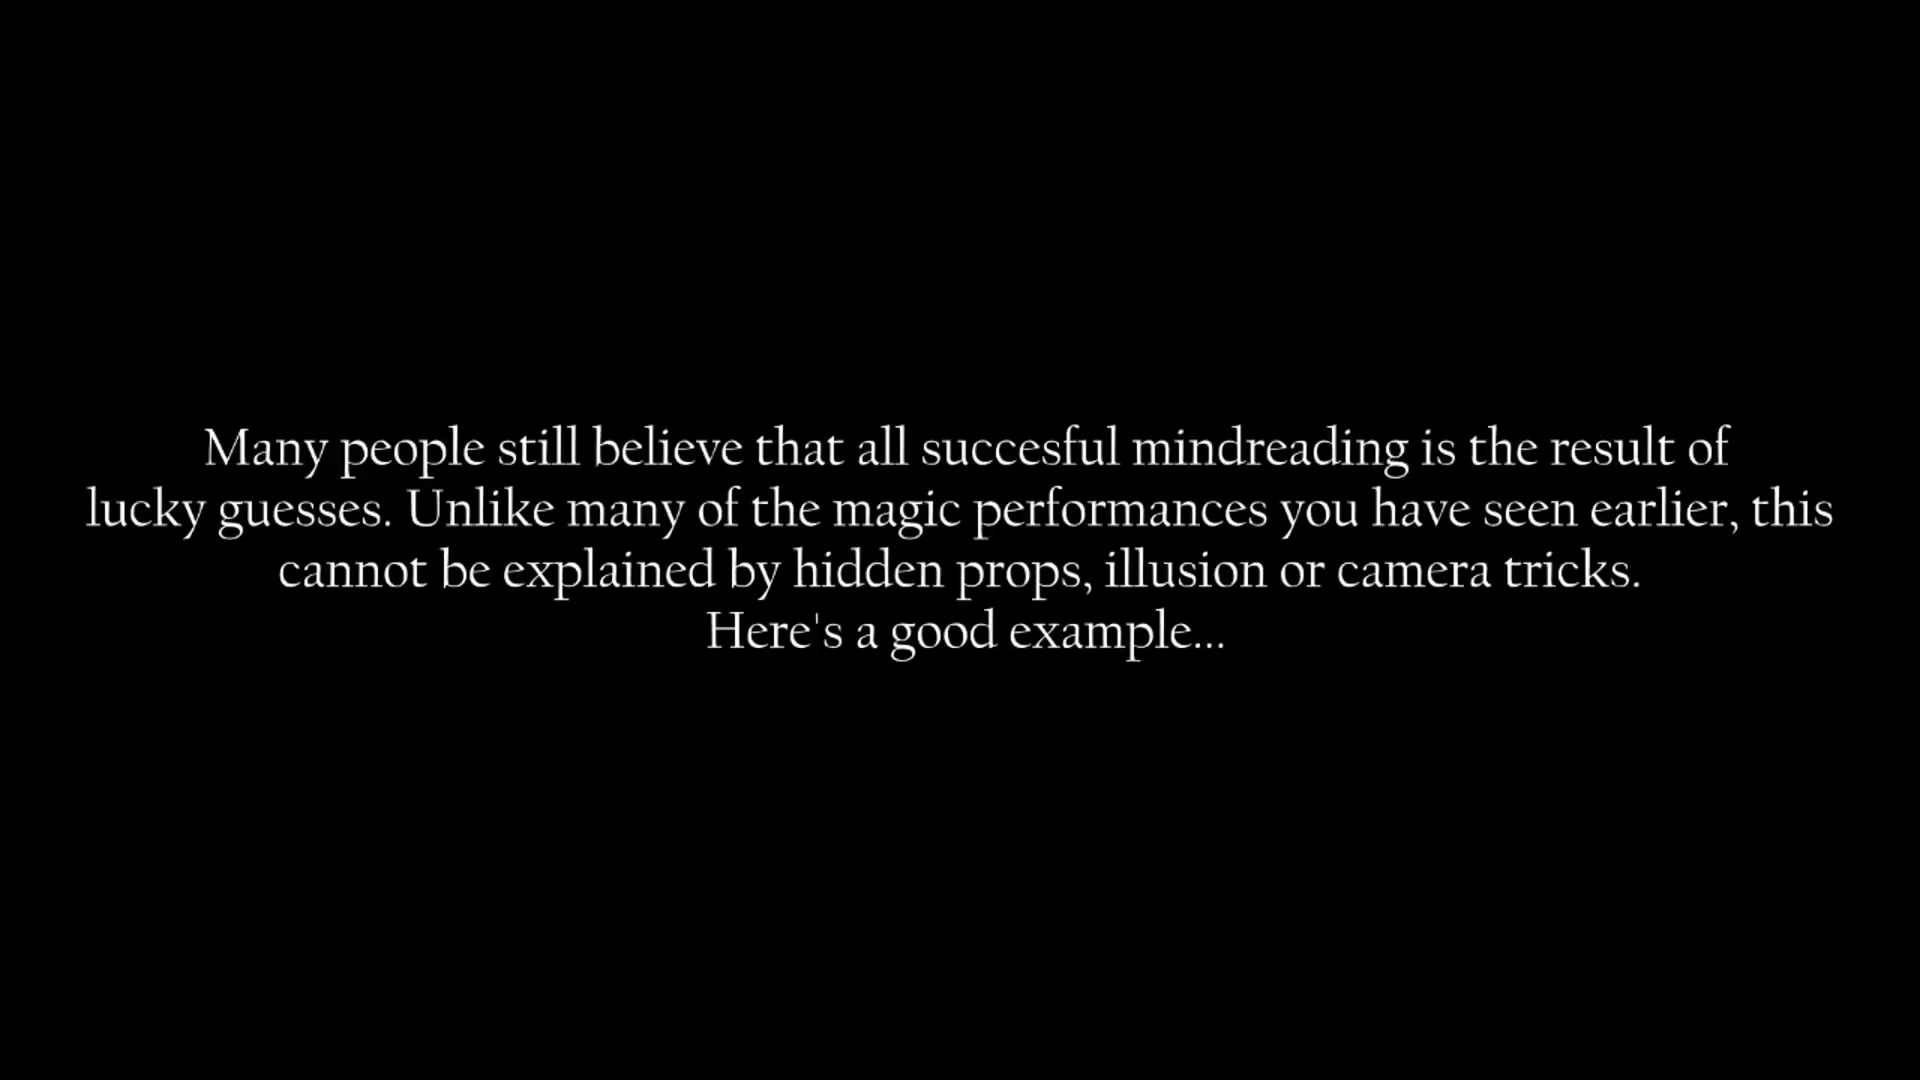 Many people still believe that all succesful mindreading is the result of
lucky guesses. Unlike many of the magic performances you have seen earlier, this
cannot be explained by hidden props, illusion or camera tricks.
Here's a good example...